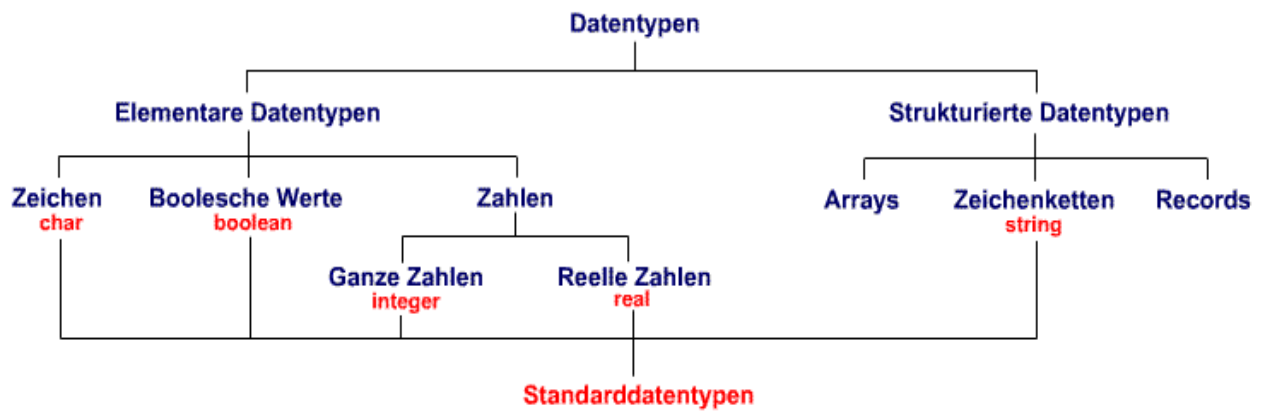 Datentypen
Elementare Datentypen
Strukturierte Datentypen
Zeichen
char
Boolesche Werte
boolean
Zahlen
Arrays
Zeichenketten
string
Records
Ganze Zahlen
integer
Reelle Zahlen
real
Standarddatentypen